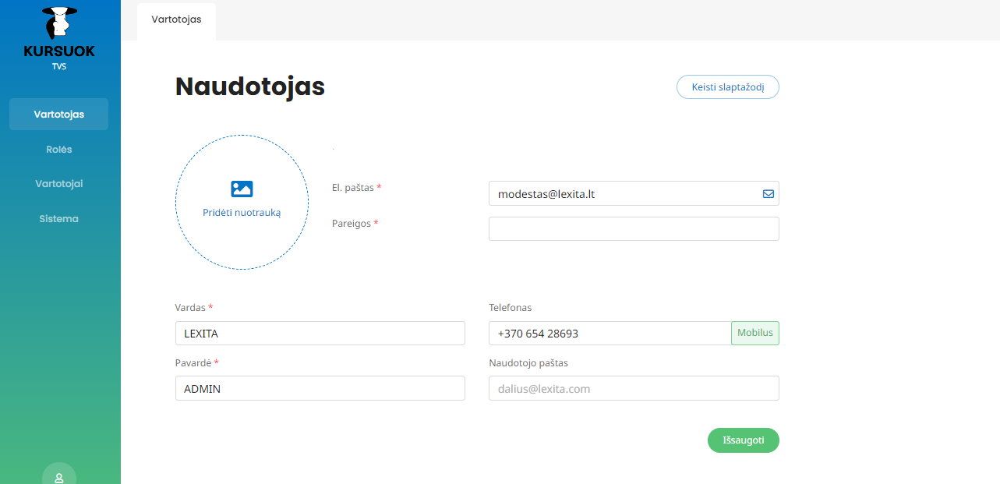 KURSUOK
TVS
Vartotojas
Rolės
Vartotojai
Sistema
Vartotojas
Naudotojas
Keisti slaptažodį
Pridėti nuotrauką
El. paštas *
modestas@lexita.lt
Pareigos *
Vardas *
LEXITA
Telefonas
+370 654 28693
Mobilus
Pavardė *
ADMIN
Naudotojo paštas
dalius@lexita.com
Išsaugoti